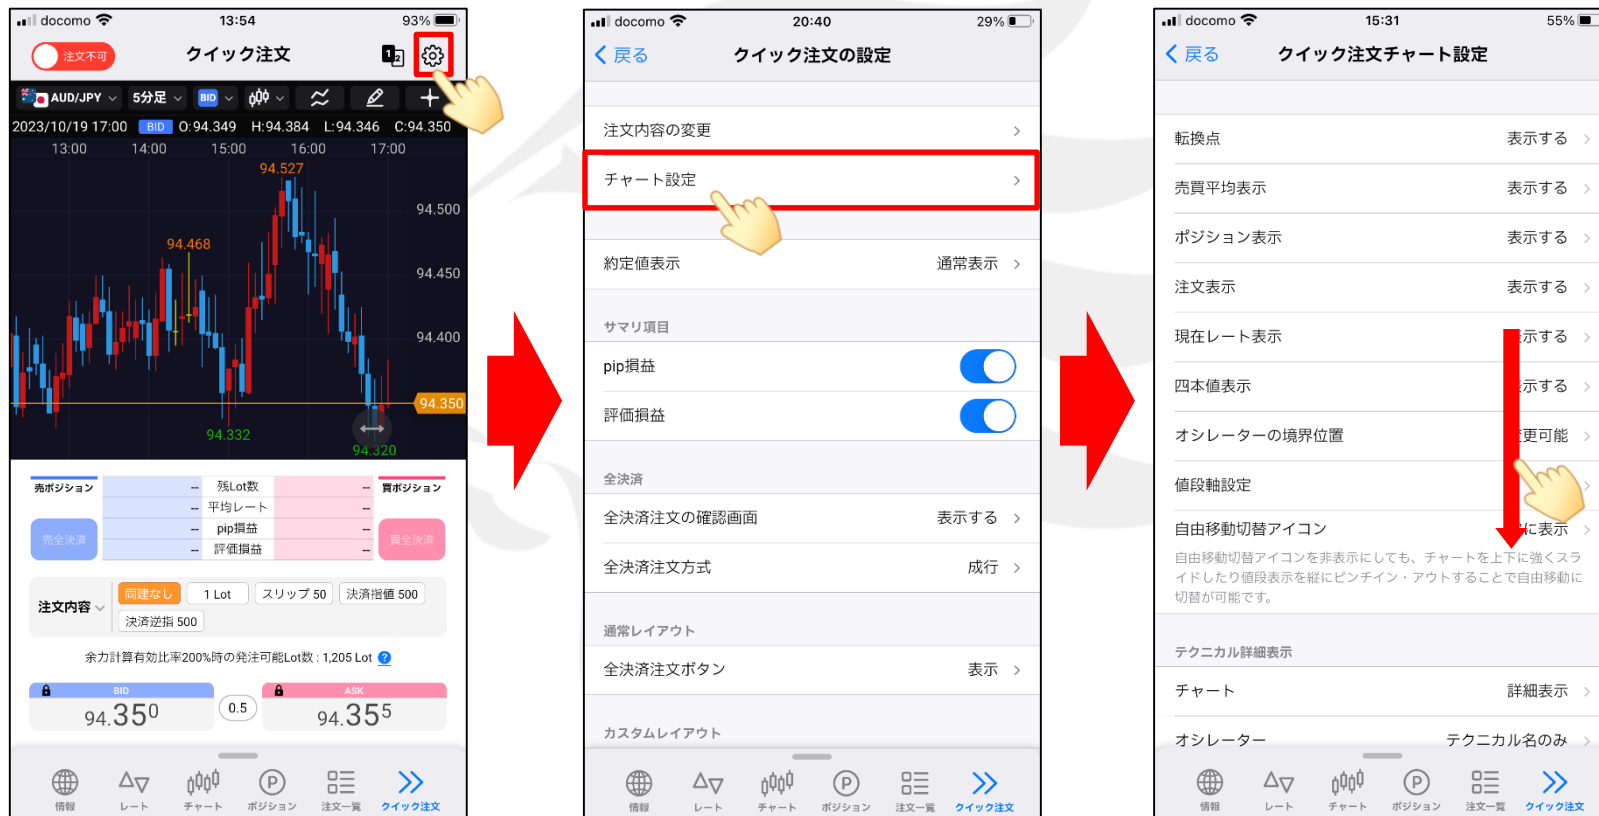 docomo 13:54 93%
注文不可 クイック注文
AUD/JPY 5分足 BID
2023/10/19 17:00 BID O:94.349 H:94.384 L:94.346 C:94.350
13:00 14:00 15:00 16:00 17:00
94.527
94.500
94.468
94.450
94.400
94.350
94.332
94.320
売ポジション -- 残Lot数 -- 買ポジション
-- 平均レート --
売全決済 -- pip損益 -- 買全決済
-- 評価損益 --
注文内容 両建なし 1 Lot スリップ 50 決済指値 500
決済逆指 500
余力計算有効比率200%時の発注可能Lot数 : 1,205 Lot ?
BID ASK
94.350 0.5 94.355
情報 レート チャート ポジション 注文一覧 クイック注文
docomo 20:40 29%
戻る クイック注文の設定
注文内容の変更
チャート設定
約定値表示 通常表示
サマリ項目
pip損益
評価損益
全決済
全決済注文の確認画面 表示する
全決済注文方式 成行
通常レイアウト
全決済注文ボタン 表示
カスタムレイアウト
情報 レート チャート ポジション 注文一覧 クイック注文
docomo 15:31 55%
戻る クイック注文チャート設定
転換点 表示する
売買平均表示 表示する
ポジション表示 表示する
注文表示 表示する
現在レート表示 表示する
四本値表示 表示する
オシレーターの境界位置 変更可能
値段軸設定
自由移動切替アイコン に表示
自由移動切替アイコンを非表示にしても、チャートを上下に強くスラ
イドしたり値段表示を縦にピンチイン・アウトすることで自由移動に
切替が可能です。
テクニカル詳細表示
チャート 詳細表示
オシレーター テクニカル名のみ
情報 レート チャート ポジション 注文一覧 クイック注文